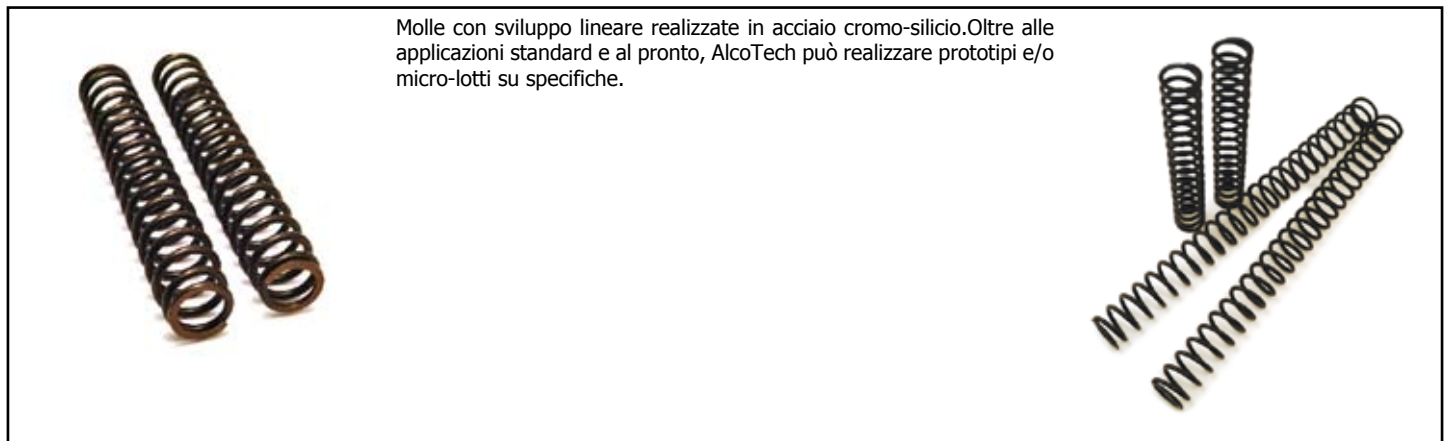 Molle con sviluppo lineare realizzate in acciaio cromo-silicio.Oltre alle
applicazioni standard e al pronto, AlcoTech può realizzare prototipi e/o
micro-lotti su specifiche.